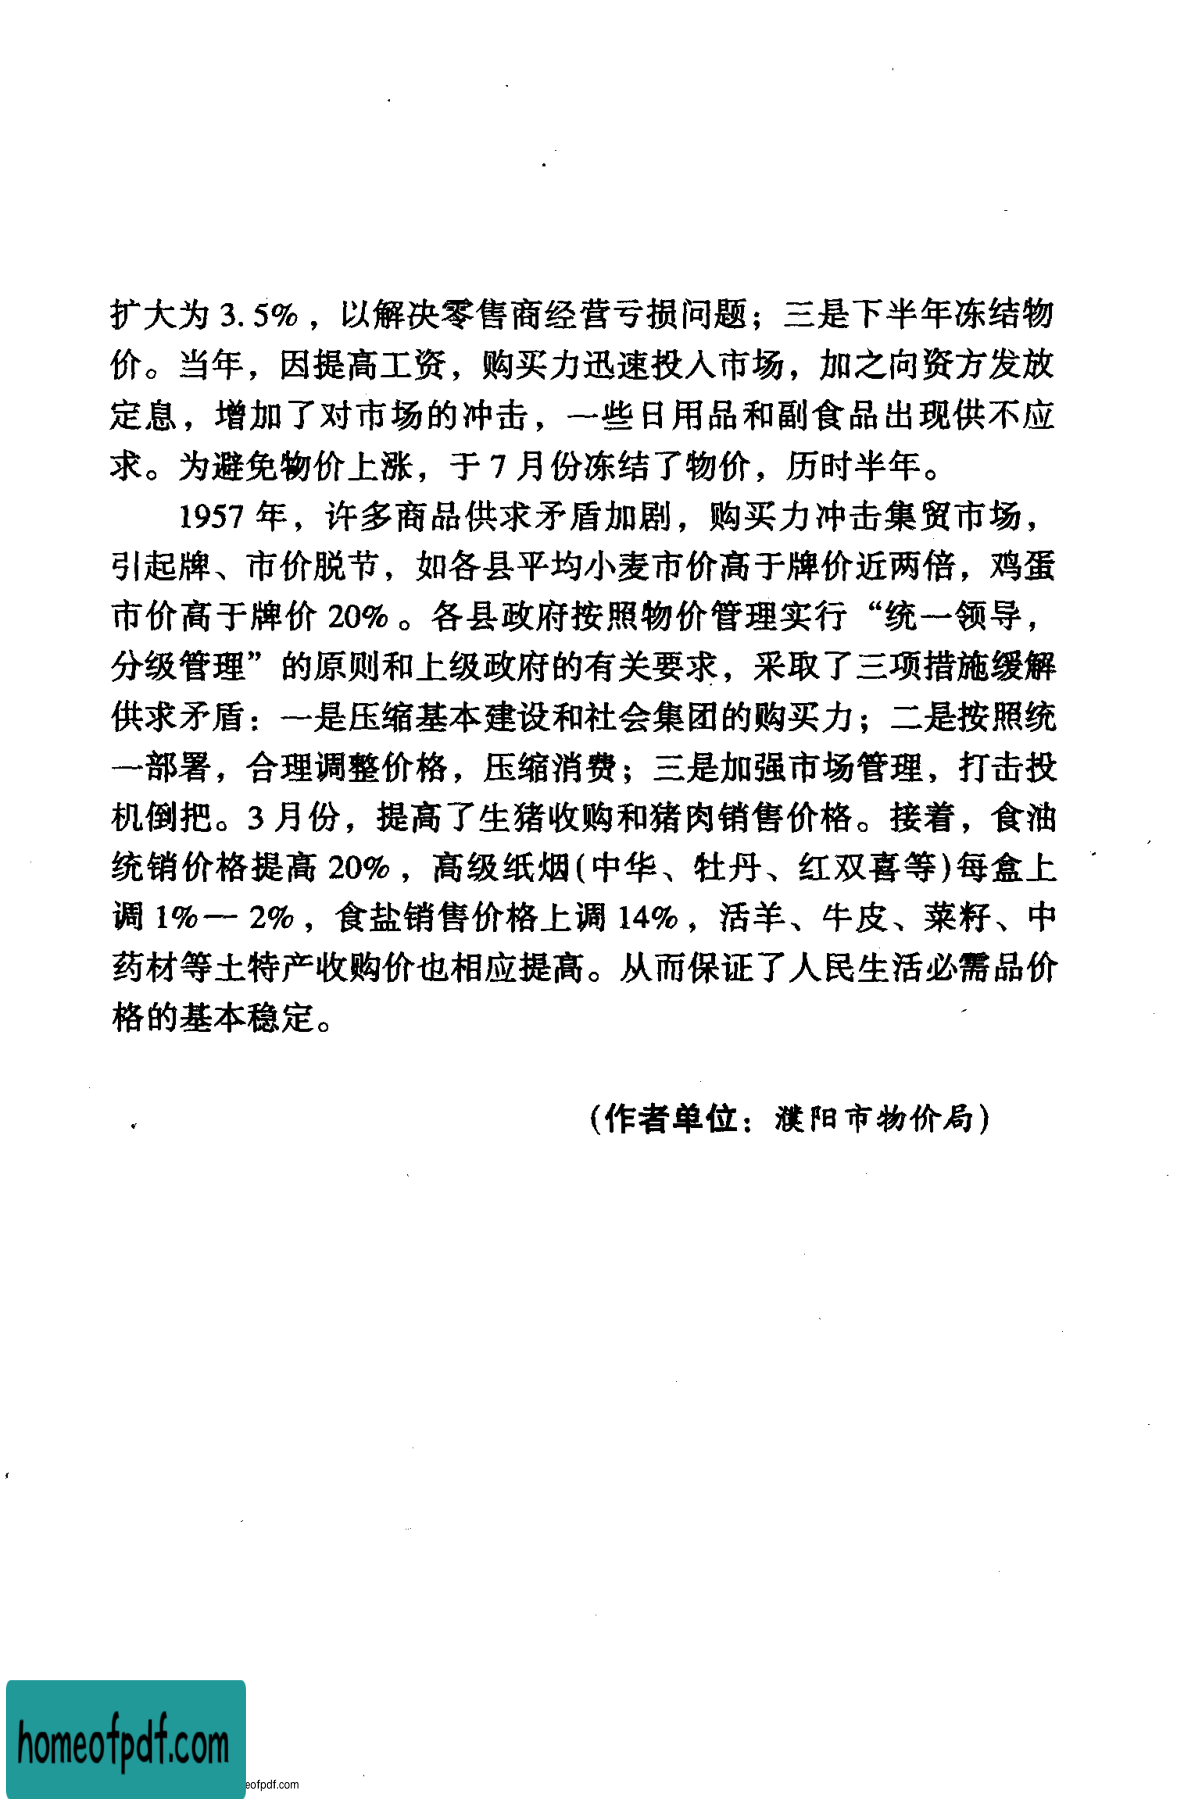 扩大为 3.5%，以解决零售商经营亏损问题；三是下半年冻结物
价。当年，因提高工资，购买力迅速投入市场，加之向资方发放
定息，增加了对市场的冲击，一些日用品和副食品出现供不应
求。为避免物价上涨，于 7 月份冻结了物价，历时半年。
1957 年，许多商品供求矛盾加剧，购买力冲击集贸市场，
引起牌、市价脱节，如各县平均小麦市价高于牌价近两倍，鸡蛋
市价高于牌价 20%。各县政府按照物价管理实行“统一领导，
分级管理”的原则和上级政府的有关要求，采取了三项措施缓解
供求矛盾：一是压缩基本建设和社会集团的购买力；二是按照统
一部署，合理调整价格，压缩消费；三是加强市场管理，打击投
机倒把。3 月份，提高了生猪收购和猪肉销售价格。接着，食油
统销价格提高 20%，高级纸烟(中华、牡丹、红双喜等)每盒上
调 1%— 2%，食盐销售价格上调 14%，活羊、牛皮、菜籽、中
药材等土特产收购价也相应提高。从而保证了人民生活必需品价
格的基本稳定。
(作者单位：濮阳市物价局)
homeofpdf.com
eofpdf.com